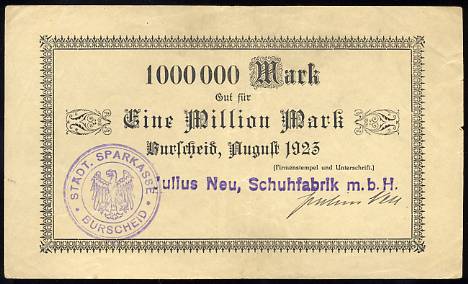 1000000 Mark
Gut für
Eine Million Mark
Burscheid, August 1923
(Firmenstempel und Unterschrift.)
Julius Neu, Schuhfabrik m.b.H.
STÄDT. SPARKASSE
BURSCHEID